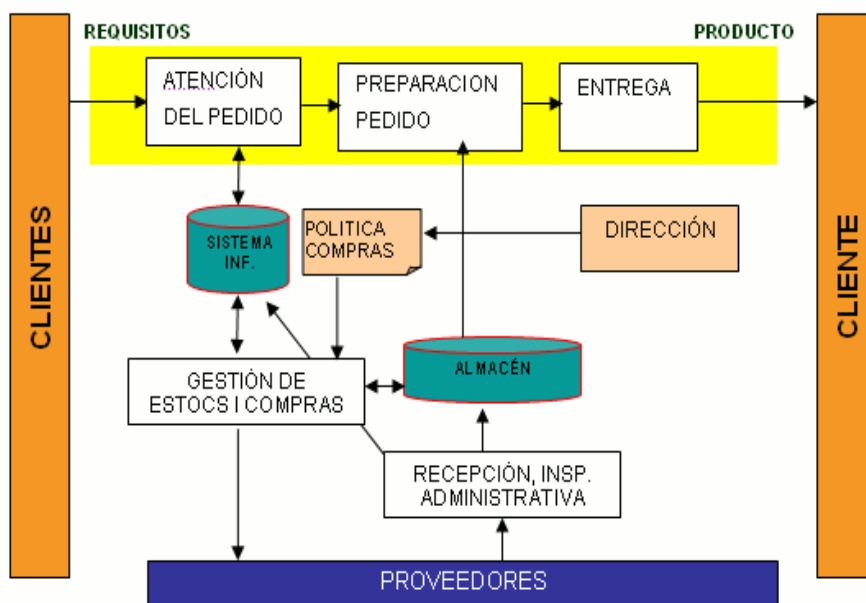 REQUISITOS
PRODUCTO
ATENCIÓN
DEL PEDIDO
PREPARACION
PEDIDO
ENTREGA
CLIENTES
CLIENTE
SISTEMA
INF.
POLITICA
COMPRAS
DIRECCIÓN
ALMACÉN
GESTIÓN DE
ESTOCS I COMPRAS
RECEPCIÓN, INSP.
ADMINISTRATIVA
PROVEEDORES